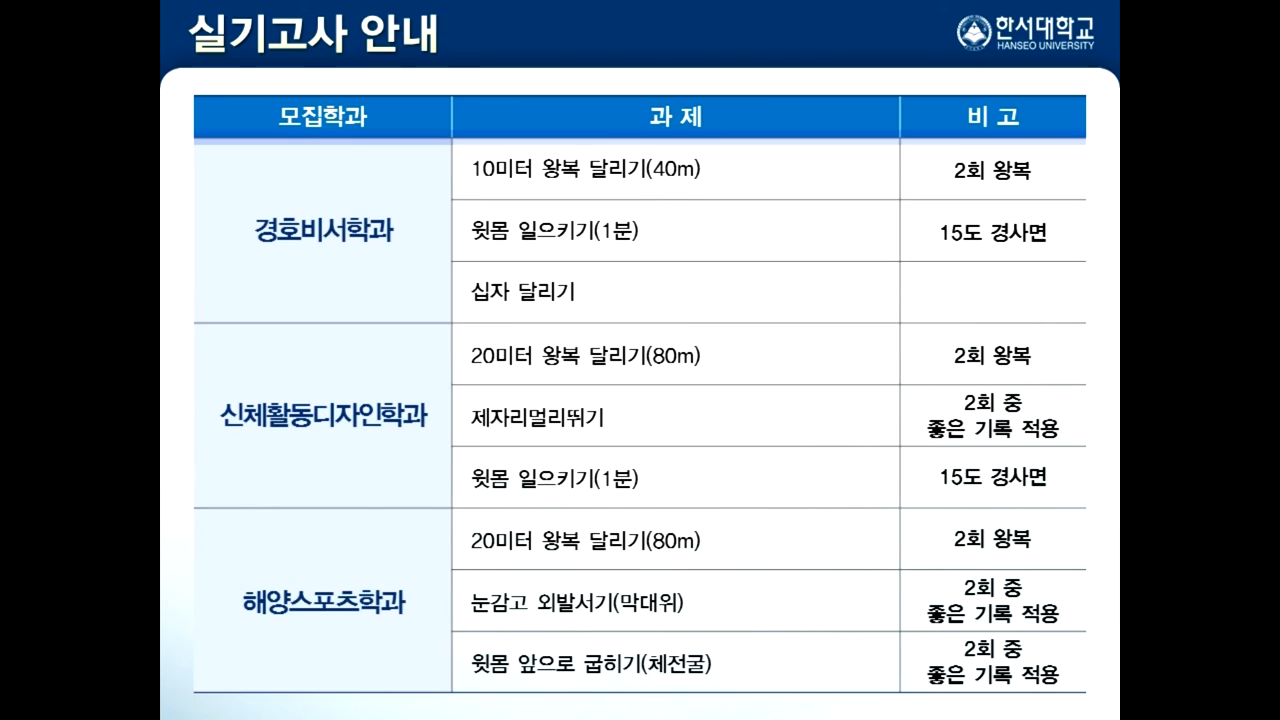 실기고사 안내
한서대학교
HANSEO UNIVERSITY
모집학과 과 제 비 고
경호비서학과
10미터 왕복 달리기(40m) 2회 왕복
윗몸 일으키기(1분) 15도 경사면
십자 달리기
신체활동디자인학과
20미터 왕복 달리기(80m) 2회 왕복
제자리멀리뛰기 2회 중
좋은 기록 적용
윗몸 일으키기(1분) 15도 경사면
해양스포츠학과
20미터 왕복 달리기(80m) 2회 왕복
눈감고 외발서기(막대위) 2회 중
좋은 기록 적용
윗몸 앞으로 굽히기(체전굴) 2회 중
좋은 기록 적용